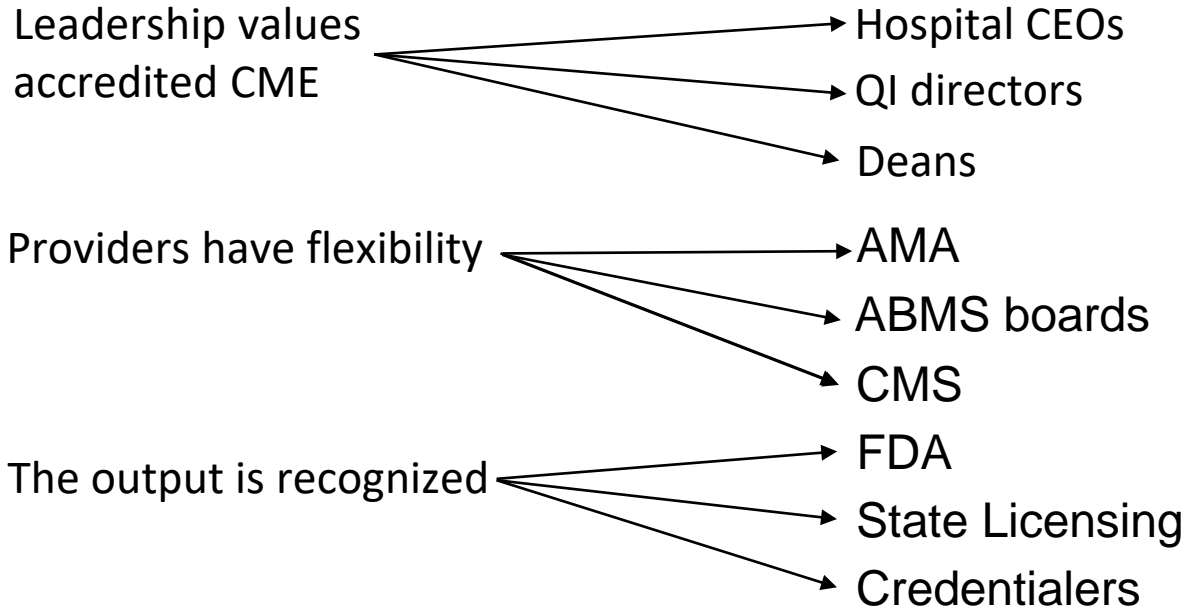 Leadership values
accredited CME
Hospital CEOs
QI directors
Deans
Providers have flexibility
AMA
ABMS boards
CMS
The output is recognized
FDA
State Licensing
Credentialers